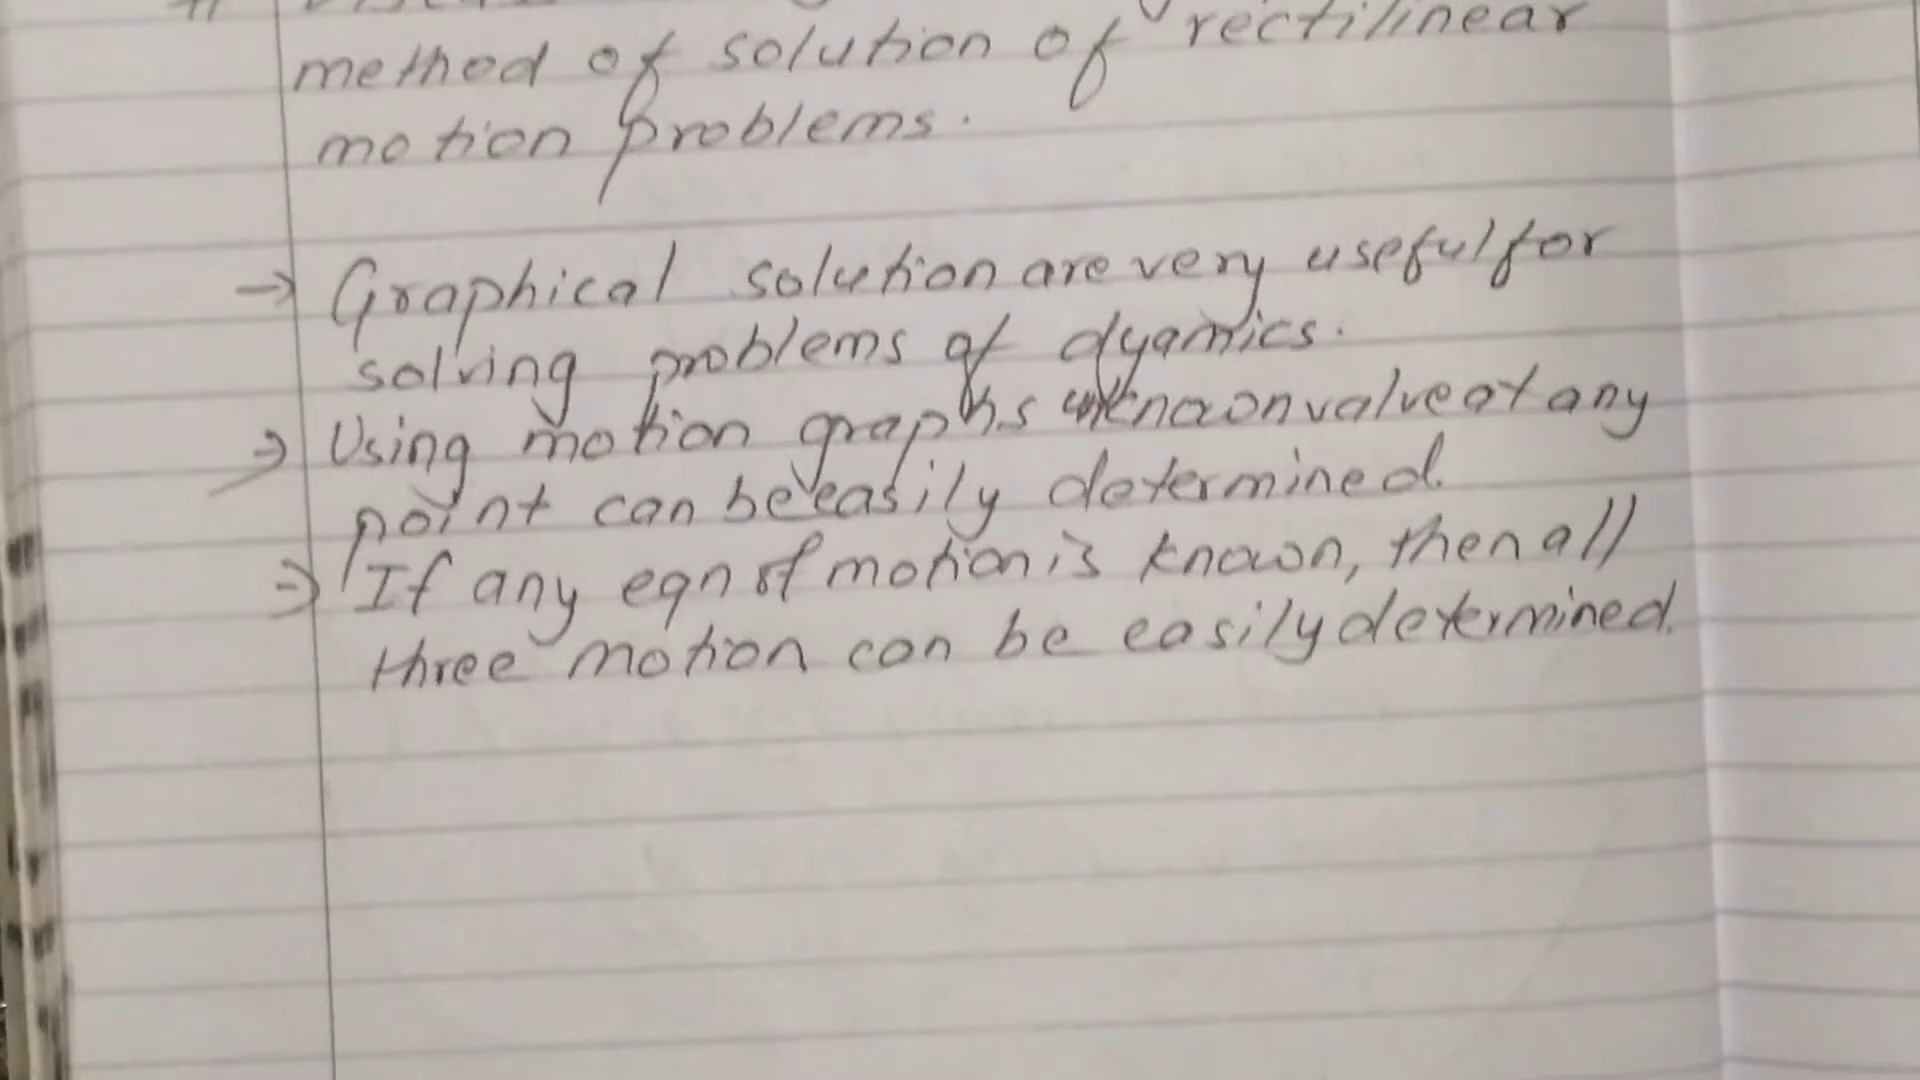 method of solution of rectilinear
motion problems.
→ Graphical solution are very useful for
solving problems of dyamics.
→ Using motion graphs unknown valve at any
point can be easily determined.
→ If any eqn of motion is known, then all
three motion can be easily determined.